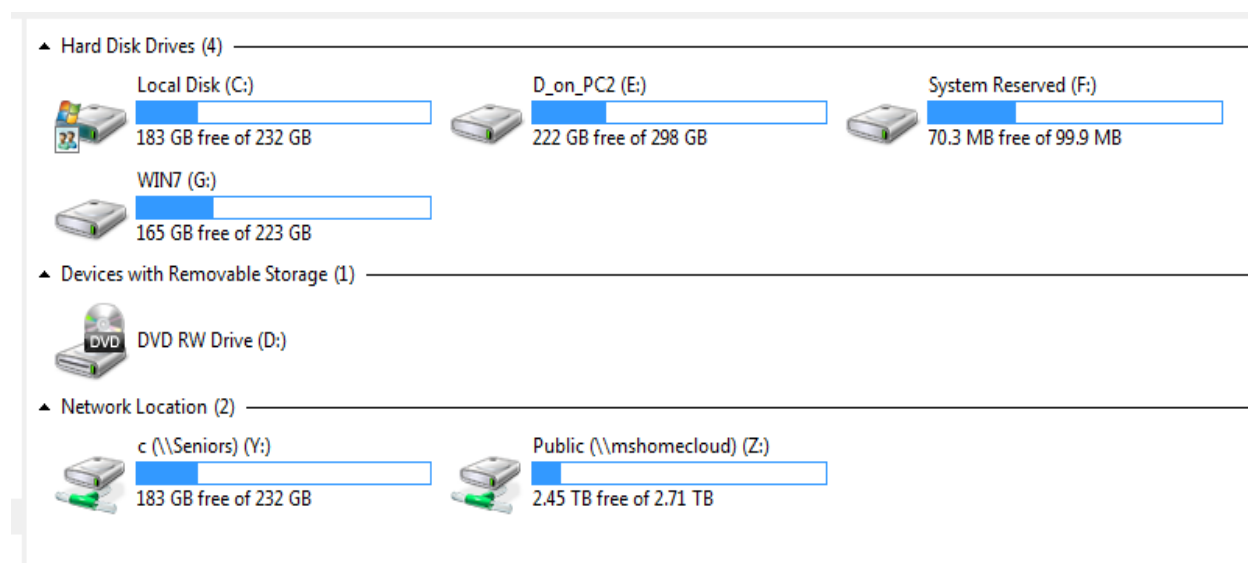 Hard Disk Drives (4)
Local Disk (C:)
183 GB free of 232 GB
D_on_PC2 (E:)
222 GB free of 298 GB
System Reserved (F:)
70.3 MB free of 99.9 MB
WIN7 (G:)
165 GB free of 223 GB
Devices with Removable Storage (1)
DVD
DVD RW Drive (D:)
Network Location (2)
c (\\Seniors) (Y:)
183 GB free of 232 GB
Public (\\mshomecloud) (Z:)
2.45 TB free of 2.71 TB